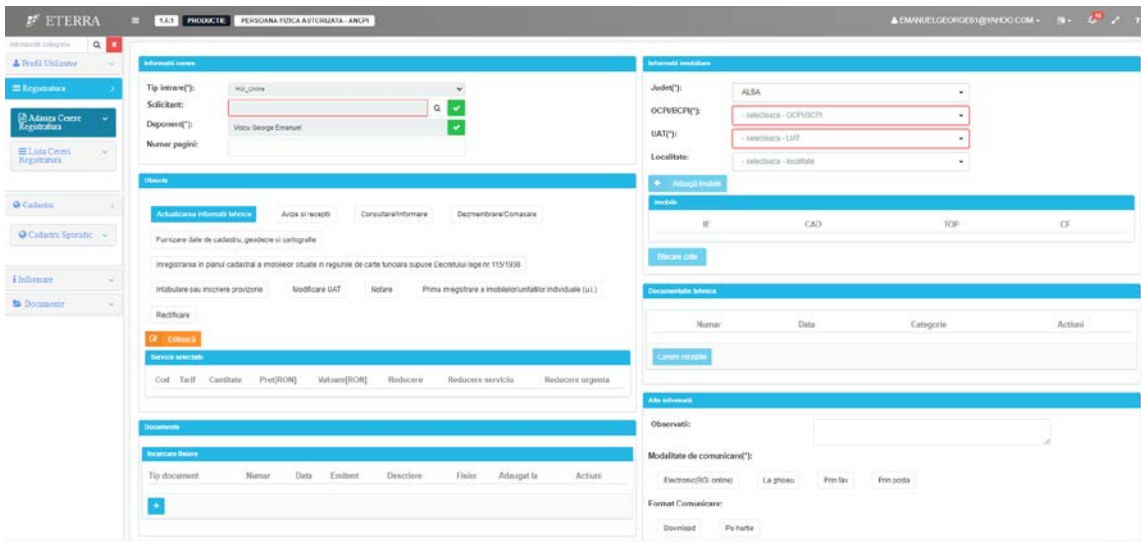 ETERRA
1.6.1 PRODUCTIE PERSOANA FIZICA AUTORIZATA - ANCPI
EMANUELGEORGE81@YAHOO.COM
Introduceti categoria
Profil Utilizator
Registratura
Adauga Cerere
Registratura
Lista Cereri
Registratura
Cadastru
Cadastru Sporadic
Informare
Documente
Informatii cerere
Tip intrare(*): RGI_Online
Solicitant:
Deponent(*): Voicu George Emanuel
Numar pagini:
Obiecte
Actualizarea informatii tehnice Avize si receptii Consultare/Informare Dezmembrare/Comasare
Furnizare date de cadastru, geodezie si cartografie
Inregistrarea in planul cadastral a imobilelor situate in regiunile de carte funciara supuse Decretului lege nr 115/1938
Intabulare sau inscriere provizorie Modificare UAT Notare Prima inregistrare a imobilelor/unitatilor individuale (u.i.)
Rectificare
Editează
Servicii selectate
Cod Tarif Cantitate Pret[RON] Valoare[RON] Reducere Reducere serviciu Reducere urgenta
Documente
Incarcare fisiere
Tip document Numar Data Emitent Descriere Fisier Adaugat la Actiuni
Informatii imobiliare
Judet(*): ALBA
OCPI/BCPI(*): - selecteaza - OCPI/BCPI
UAT(*): - selecteaza - UAT
Localitate: - selecteaza - localitate
Adaugă imobile
Imobile
IE CAD TOP CF
Blocare cote
Documentatie tehnica
Numar Data Categorie Actiuni
Cerere receptie
Alte informatii
Observatii:
Modalitate de comunicare(*):
Electronic(RGI online) La ghiseu Prin fax Prin posta
Format Comunicare:
Download Pe hartie